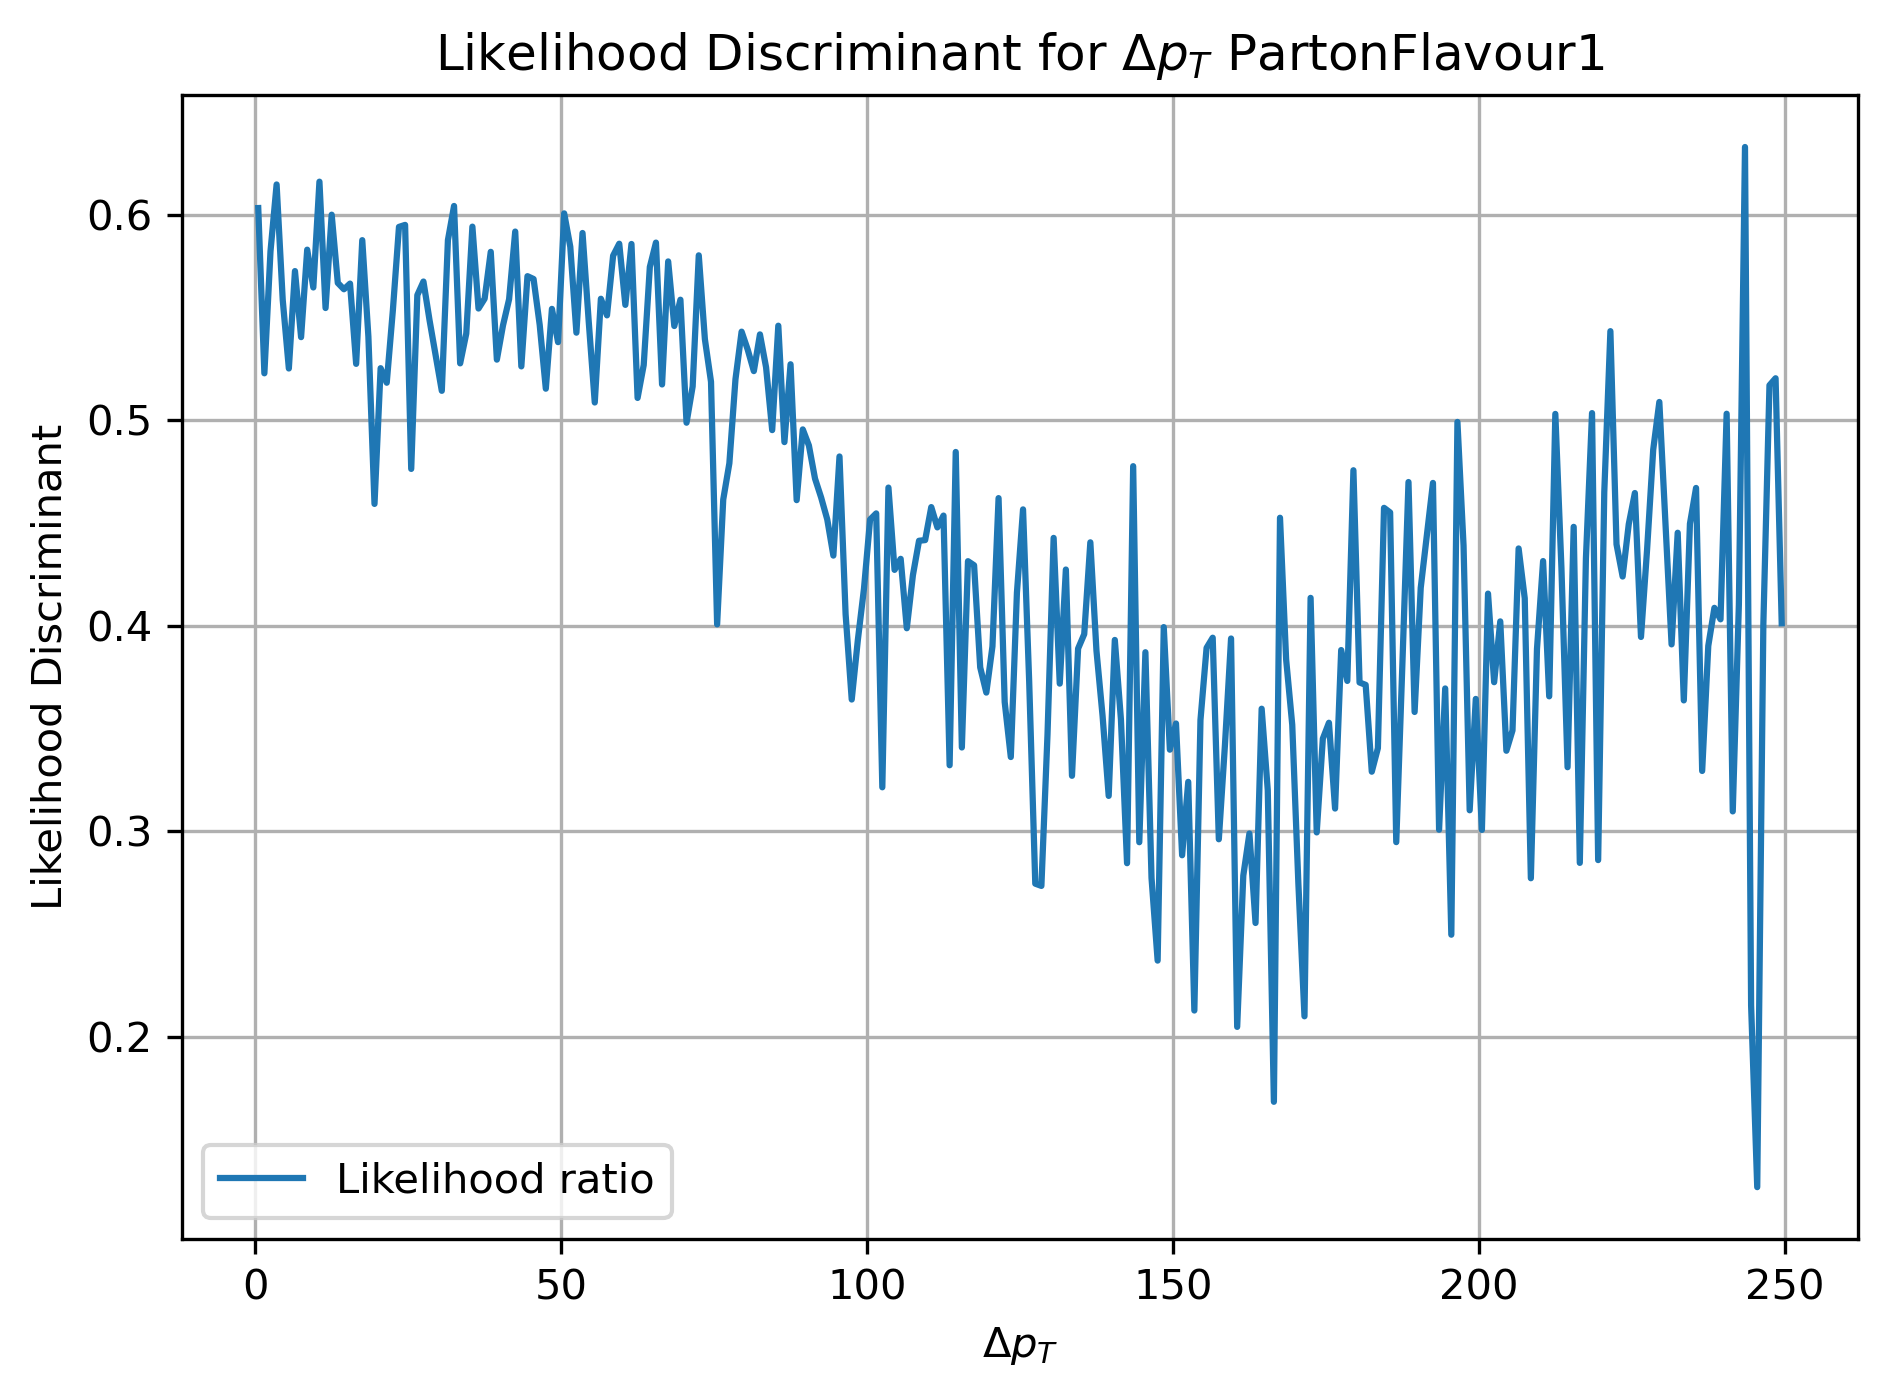 Likelihood Discriminant for Δp_T PartonFlavour1
Likelihood Discriminant
0.6
0.5
0.4
0.3
0.2
Likelihood ratio
0 50 100 150 200 250
Δp_T